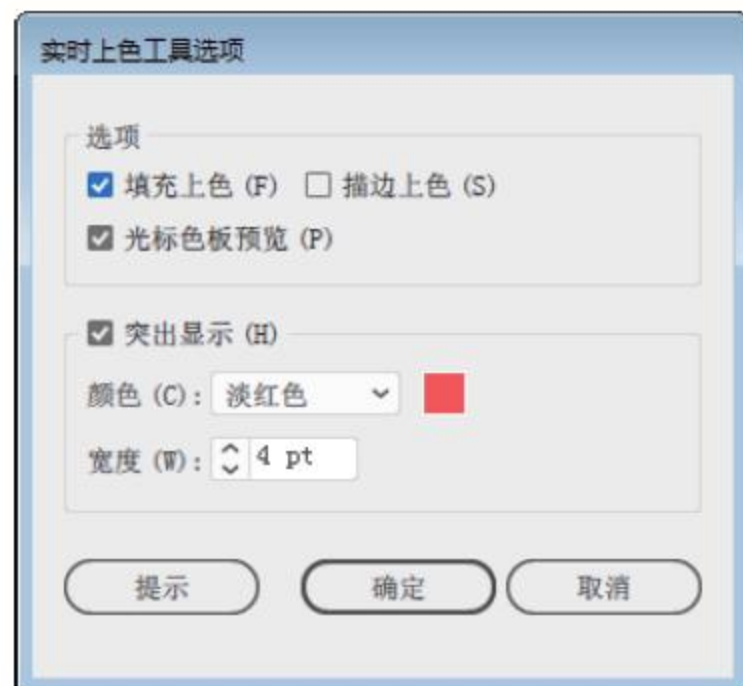 实时上色工具选项
选项
填充上色 (F) 描边上色 (S)
光标色板预览 (P)
突出显示 (H)
颜色 (C): 淡红色
宽度 (W): 4 pt
提示 确定 取消